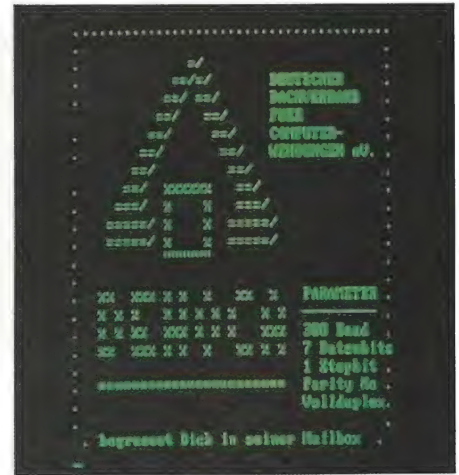 DEUTSCHER
DACHVERBAND
FUER
COMPUTER-
eV.
PARAMETER
300 Baud
7 Datenbits
1 Stopbit
Parity No
Vollduplex
begruesst Dich in seiner Mailbox